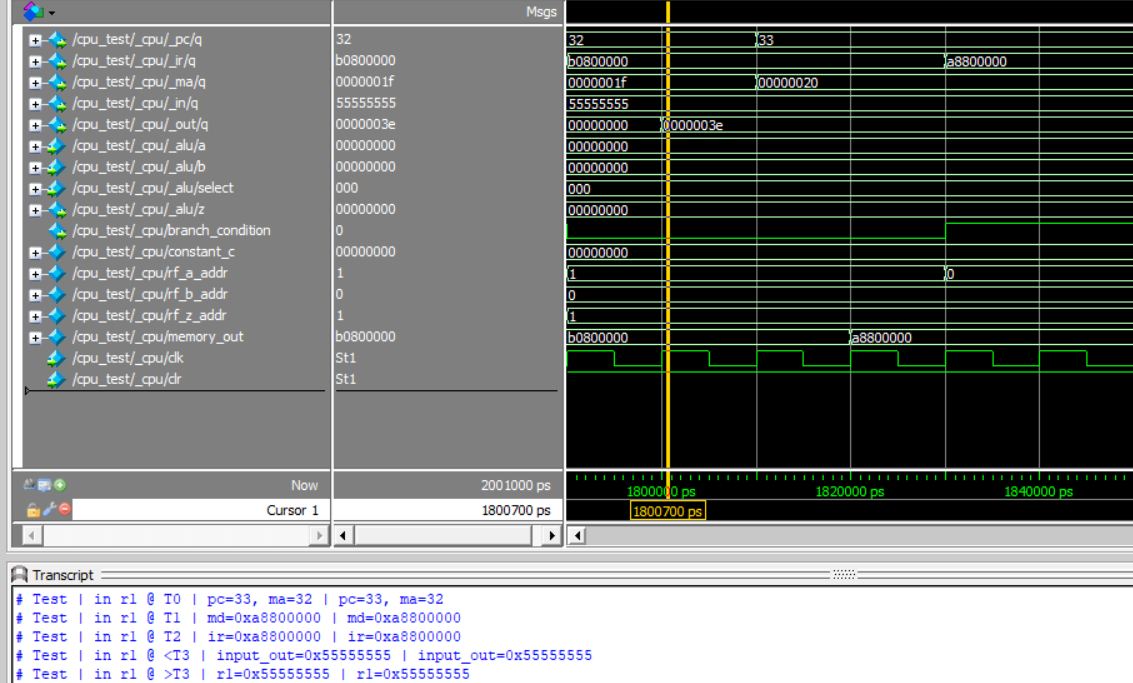 Msgs
/cpu_test/_cpu/_pc/q 32 32 33
/cpu_test/_cpu/_ir/q b0800000 b0800000 a8800000
/cpu_test/_cpu/_ma/q 0000001f 0000001f 00000020
/cpu_test/_cpu/_in/q 55555555 55555555
/cpu_test/_cpu/_out/q 0000003e 00000000 0000003e
/cpu_test/_cpu/_alu/a 00000000 00000000
/cpu_test/_cpu/_alu/b 00000000 00000000
/cpu_test/_cpu/_alu/select 000 000
/cpu_test/_cpu/_alu/z 00000000 00000000
/cpu_test/_cpu/branch_condition 0
/cpu_test/_cpu/constant_c 00000000 00000000
/cpu_test/_cpu/rf_a_addr 1 1 0
/cpu_test/_cpu/rf_b_addr 0 0
/cpu_test/_cpu/rf_z_addr 1 1
/cpu_test/_cpu/memory_out b0800000 b0800000 a8800000
/cpu_test/_cpu/clk St1
/cpu_test/_cpu/clr St1
Now 2001000 ps 1800000 ps 1820000 ps 1840000 ps
Cursor 1 1800700 ps 1800700 ps
Transcript
# Test | in r1 @ T0 | pc=33, ma=32 | pc=33, ma=32
# Test | in r1 @ T1 | md=0xa8800000 | md=0xa8800000
# Test | in r1 @ T2 | ir=0xa8800000 | ir=0xa8800000
# Test | in r1 @ <T3 | input_out=0x55555555 | input_out=0x55555555
# Test | in r1 @ >T3 | r1=0x55555555 | r1=0x55555555